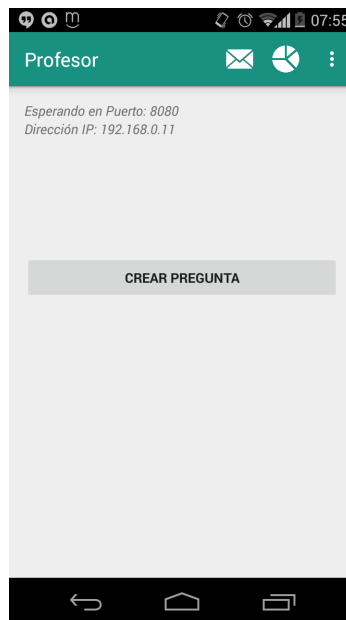 07:55
Profesor
Esperando en Puerto: 8080
Dirección IP: 192.168.0.11
CREAR PREGUNTA